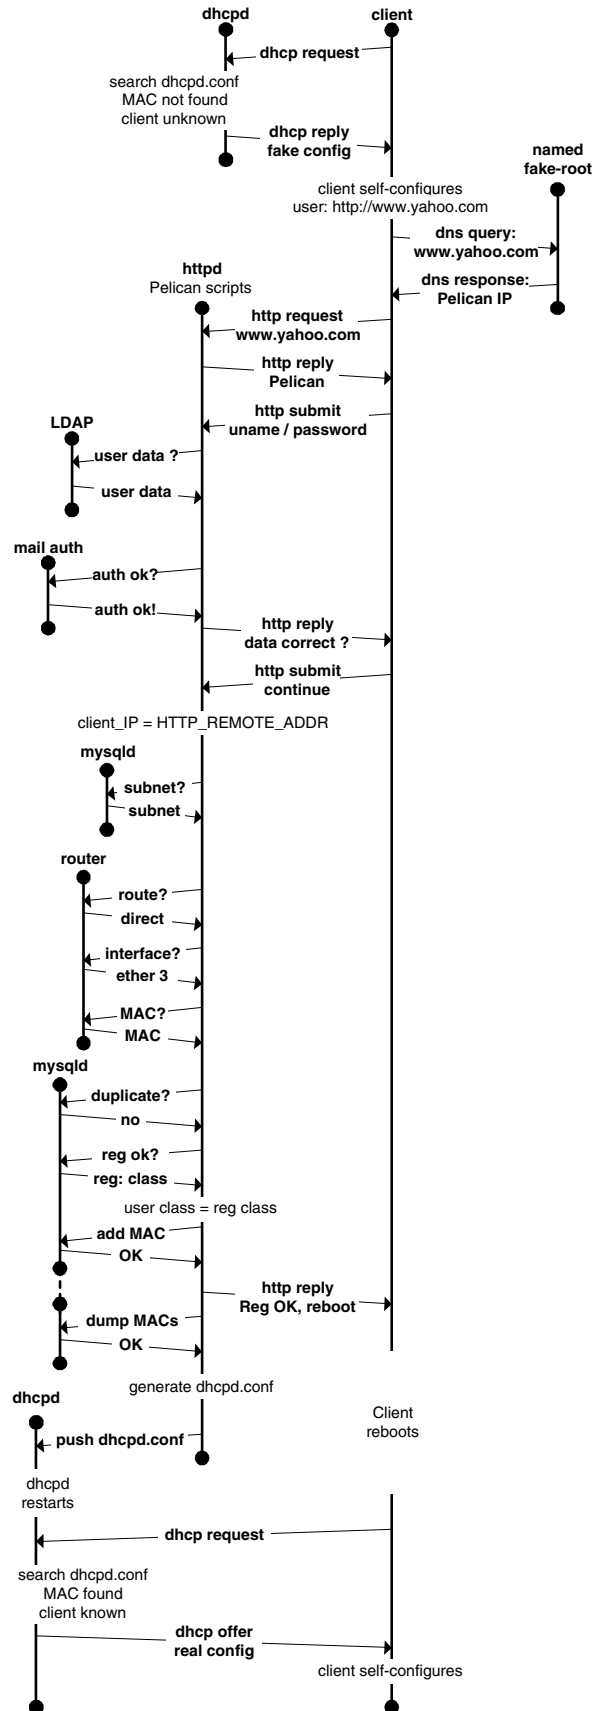 dhcpd
client
dhcp request
search dhcpd.conf
MAC not found
client unknown
dhcp reply
fake config
named
fake-root
client self-configures
user: http://www.yahoo.com
dns query:
www.yahoo.com
dns response:
Pelican IP
httpd
Pelican scripts
http request
www.yahoo.com
http reply
Pelican
http submit
uname / password
LDAP
user data ?
user data
mail auth
auth ok?
auth ok!
http reply
data correct ?
http submit
continue
client_IP = HTTP_REMOTE_ADDR
mysqld
subnet?
subnet
router
route?
direct
interface?
ether 3
MAC?
MAC
mysqld
duplicate?
no
reg ok?
reg: class
user class = reg class
add MAC
OK
http reply
Reg OK, reboot
dump MACs
OK
generate dhcpd.conf
dhcpd
Client
reboots
push dhcpd.conf
dhcpd
restarts
dhcp request
search dhcpd.conf
MAC found
client known
dhcp offer
real config
client self-configures